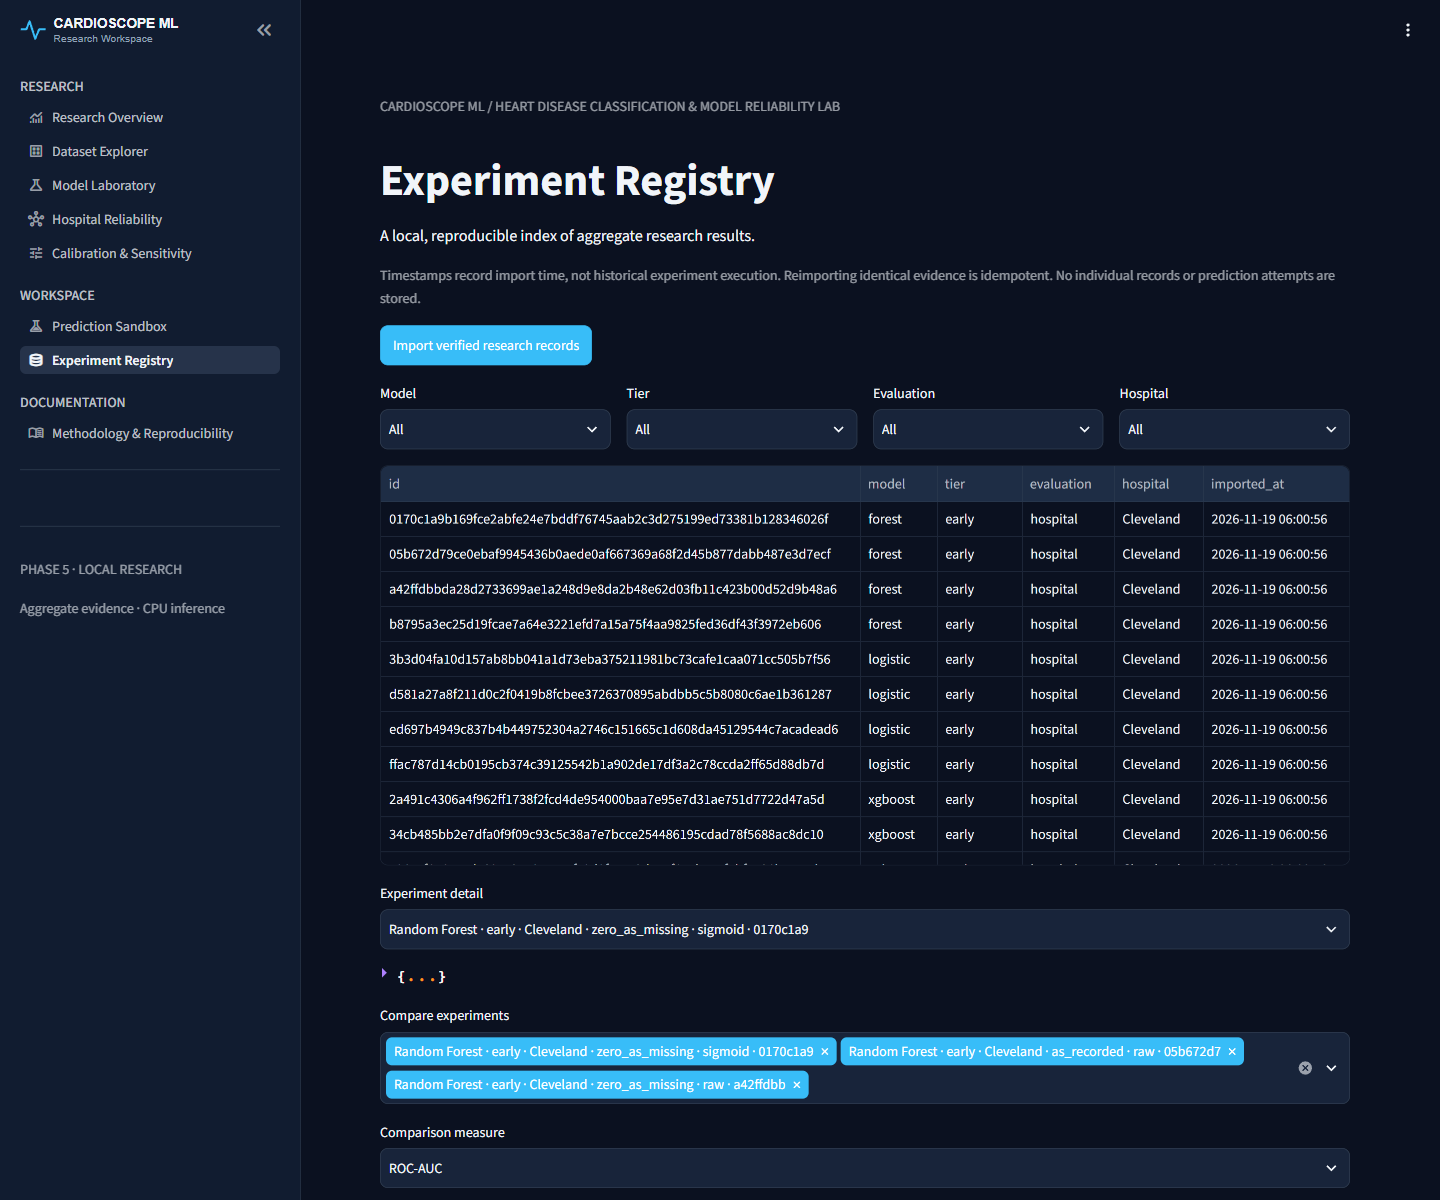 CARDIOSCOPE ML
Research Workspace
RESEARCH
Research Overview
Dataset Explorer
Model Laboratory
Hospital Reliability
Calibration & Sensitivity
WORKSPACE
Prediction Sandbox
Experiment Registry
DOCUMENTATION
Methodology & Reproducibility
PHASE 5 · LOCAL RESEARCH
Aggregate evidence · CPU inference
CARDIOSCOPE ML / HEART DISEASE CLASSIFICATION & MODEL RELIABILITY LAB
Experiment Registry
A local, reproducible index of aggregate research results.
Timestamps record import time, not historical experiment execution. Reimporting identical evidence is idempotent. No individual records or prediction attempts are
stored.
Import verified research records
Model Tier Evaluation Hospital
All All All All
id model tier evaluation hospital imported_at
0170c1a9b169fce2abfe24e7bddf76745aab2c3d275199ed73381b128346026f forest early hospital Cleveland 2026-11-19 06:00:56
05b672d79ce0ebaf9945436b0aede0af667369a68f2d45b877dabb487e3d7ecf forest early hospital Cleveland 2026-11-19 06:00:56
a42ffdbbda28d2733699ae1a248d9e8da2b48e62d03fb11c423b00d52d9b48a6 forest early hospital Cleveland 2026-11-19 06:00:56
b8795a3ec25d19fcae7a64e3221efd7a15a75f4aa9825fed36df43f3972eb606 forest early hospital Cleveland 2026-11-19 06:00:56
3b3d04fa10d157ab8bb041a1d73eba375211981bc73cafe1caa071cc505b7f56 logistic early hospital Cleveland 2026-11-19 06:00:56
d581a27a8f211d0c2f0419b8fcbee3726370895abdbb5c5b8080c6ae1b361287 logistic early hospital Cleveland 2026-11-19 06:00:56
ed697b4949c837b4b449752304a2746c151665c1d608da45129544c7acadead6 logistic early hospital Cleveland 2026-11-19 06:00:56
ffac787d14cb0195cb374c39125542b1a902de17df3a2c78ccda2ff65d88db7d logistic early hospital Cleveland 2026-11-19 06:00:56
2a491c4306a4f962ff1738f2fcd4de954000baa7e95e7d31ae751d7722d47a5d xgboost early hospital Cleveland 2026-11-19 06:00:56
34cb485bb2e7dfa0f9f09c93c5c38a7e7bcce254486195cdad78f5688ac8dc10 xgboost early hospital Cleveland 2026-11-19 06:00:56
Experiment detail
Random Forest · early · Cleveland · zero_as_missing · sigmoid · 0170c1a9
{...}
Compare experiments
Random Forest · early · Cleveland · zero_as_missing · sigmoid · 0170c1a9 × Random Forest · early · Cleveland · as_recorded · raw · 05b672d7 ×
Random Forest · early · Cleveland · zero_as_missing · raw · a42ffdbb ×
Comparison measure
ROC-AUC